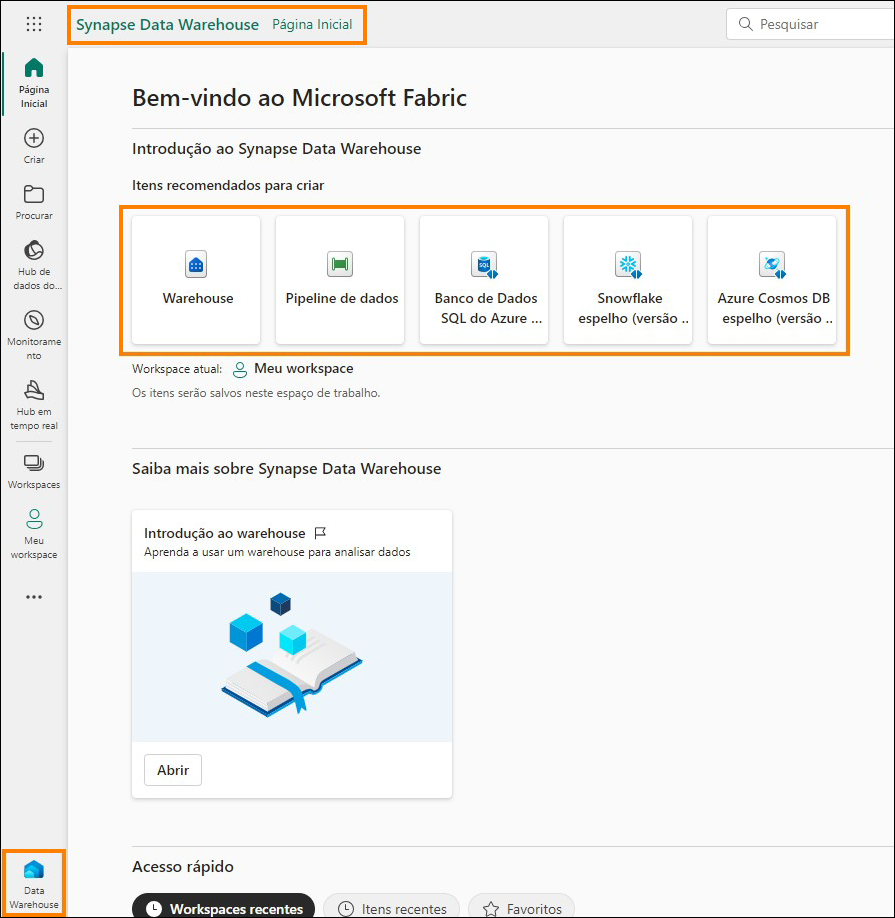 Synapse Data Warehouse Página Inicial
Pesquisar
Página
Inicial
Criar
Procurar
Hub de
dados do...
Monitorame
nto
Hub em
tempo real
Workspaces
Meu
workspace
Data
Warehouse
Bem-vindo ao Microsoft Fabric
Introdução ao Synapse Data Warehouse
Itens recomendados para criar
Warehouse
Pipeline de dados
Banco de Dados
SQL do Azure ...
Snowflake
espelho (versão ..
Azure Cosmos DB
espelho (versão ..
Workspace atual: Meu workspace
Os itens serão salvos neste espaço de trabalho.
Saiba mais sobre Synapse Data Warehouse
Introdução ao warehouse
Aprenda a usar um warehouse para analisar dados
Abrir
Acesso rápido
Workspaces recentes Itens recentes Favoritos